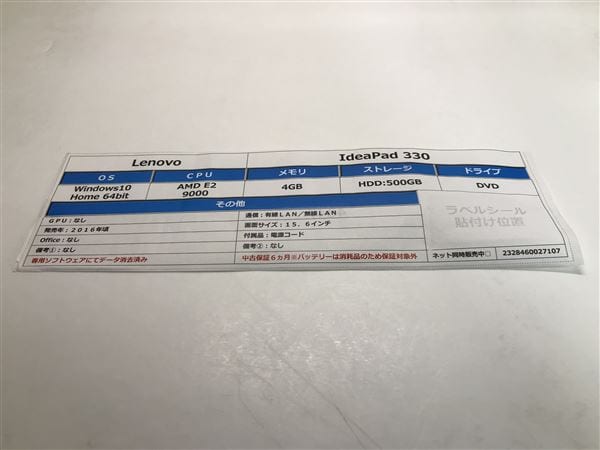 Lenovo IdeaPad 330
OS CPU メモリ ストレージ ドライブ
Windows10 Home 64bit AMD E2 9000 4GB HDD:500GB DVD
その他
GPU:なし 通信:有線LAN/無線LAN
発売年:2016年頃 画面サイズ:15.6インチ
Office:なし 付属品:電源コード
備考①:なし 備考②:なし
専用ソフトウェアにてデータ消去済み 中古保証6ヵ月※バッテリーは消耗品のため保証対象外
ラベルシール
貼付け位置
ネット同時販売中□ 2328460027107